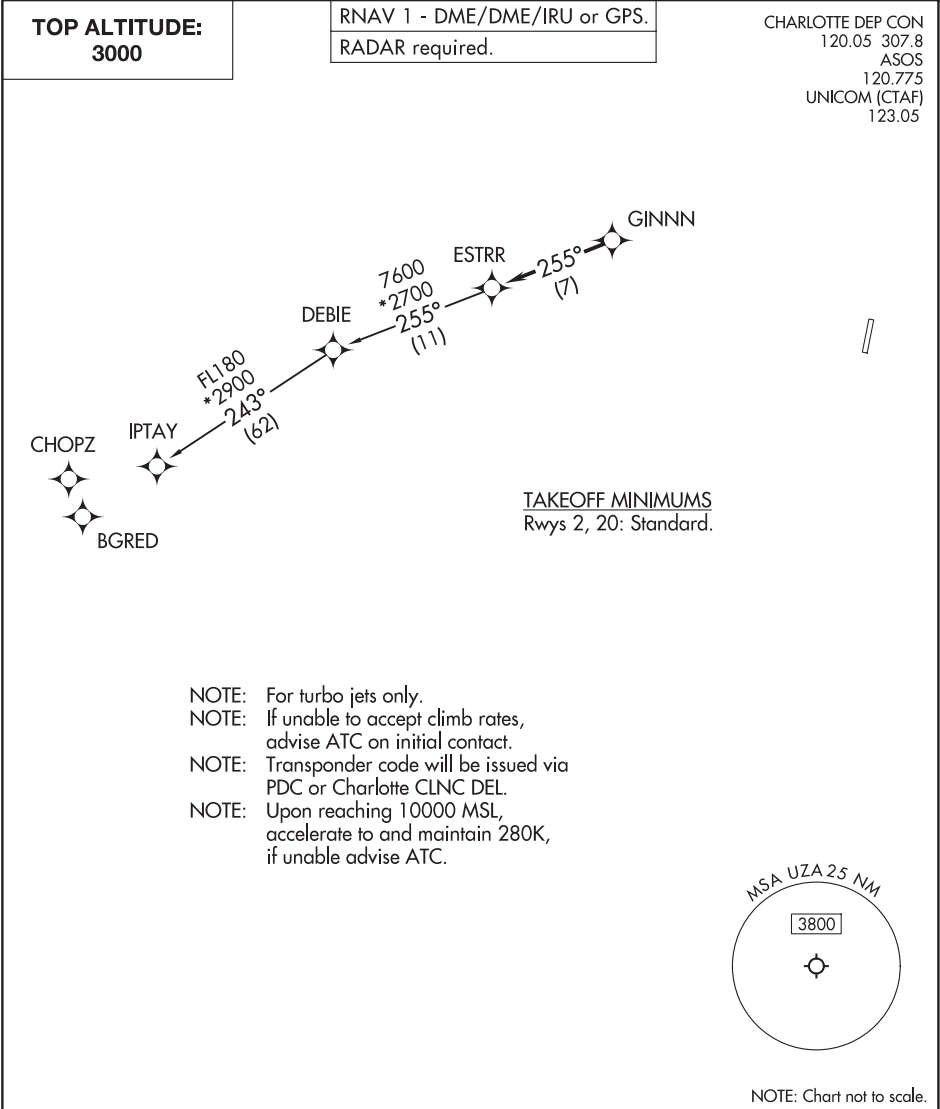 TOP ALTITUDE:
3000
RNAV 1 - DME/DME/IRU or GPS.
RADAR required.
CHARLOTTE DEP CON
120.05 307.8
ASOS
120.775
UNICOM (CTAF)
123.05
GINNN
255°
(7)
ESTRR
7600
*2700
255°
(11)
DEBIE
FL180
*2900
243°
(62)
IPTAY
CHOPZ
BGRED
TAKEOFF MINIMUMS
Rwys 2, 20: Standard.
NOTE: For turbo jets only.
NOTE: If unable to accept climb rates,
advise ATC on initial contact.
NOTE: Transponder code will be issued via
PDC or Charlotte CLNC DEL.
NOTE: Upon reaching 10000 MSL,
accelerate to and maintain 280K,
if unable advise ATC.
MSA UZA 25 NM
3800
NOTE: Chart not to scale.